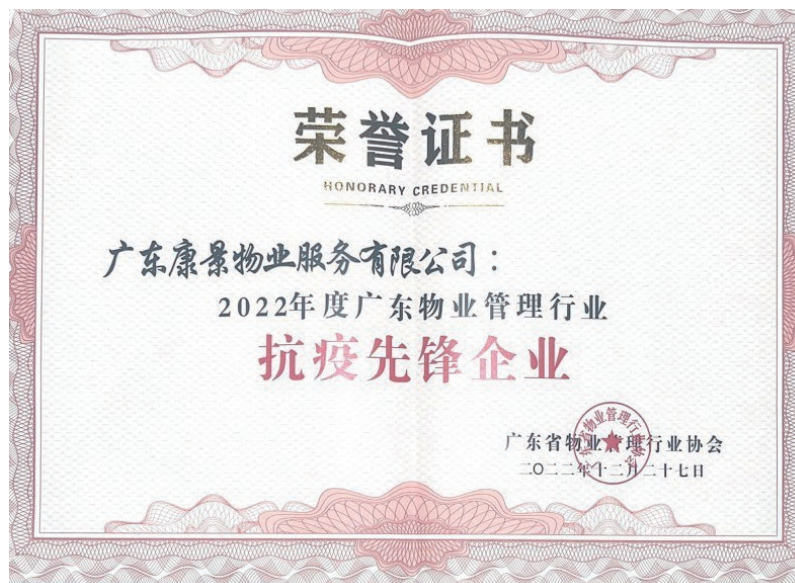 荣誉证书
HONORARY CREDENTIAL
广东康景物业服务有限公司：
2022年度广东物业管理行业
抗疫先锋企业
广东省物业管理行业协会
二〇二二年十二月二十七日